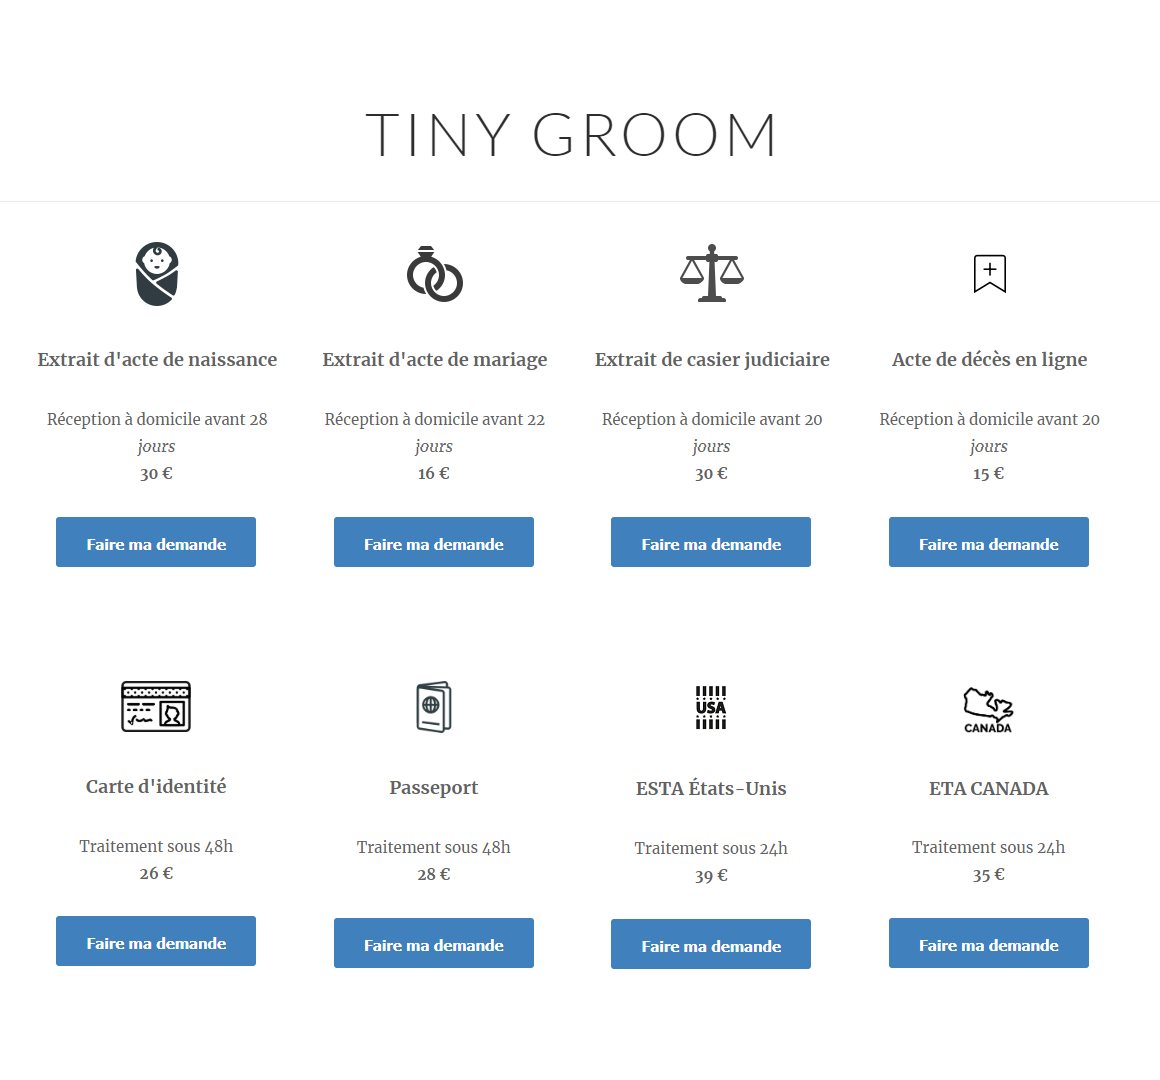 TINY GROOM
Extrait d'acte de naissance
Réception à domicile avant 28
jours
30 €
Faire ma demande
Extrait d'acte de mariage
Réception à domicile avant 22
jours
16 €
Faire ma demande
Extrait de casier judiciaire
Réception à domicile avant 20
jours
30 €
Faire ma demande
Acte de décès en ligne
Réception à domicile avant 20
jours
15 €
Faire ma demande
Carte d'identité
Traitement sous 48h
26 €
Faire ma demande
Passeport
Traitement sous 48h
28 €
Faire ma demande
USA
ESTA États-Unis
Traitement sous 24h
39 €
Faire ma demande
CANADA
ETA CANADA
Traitement sous 24h
35 €
Faire ma demande